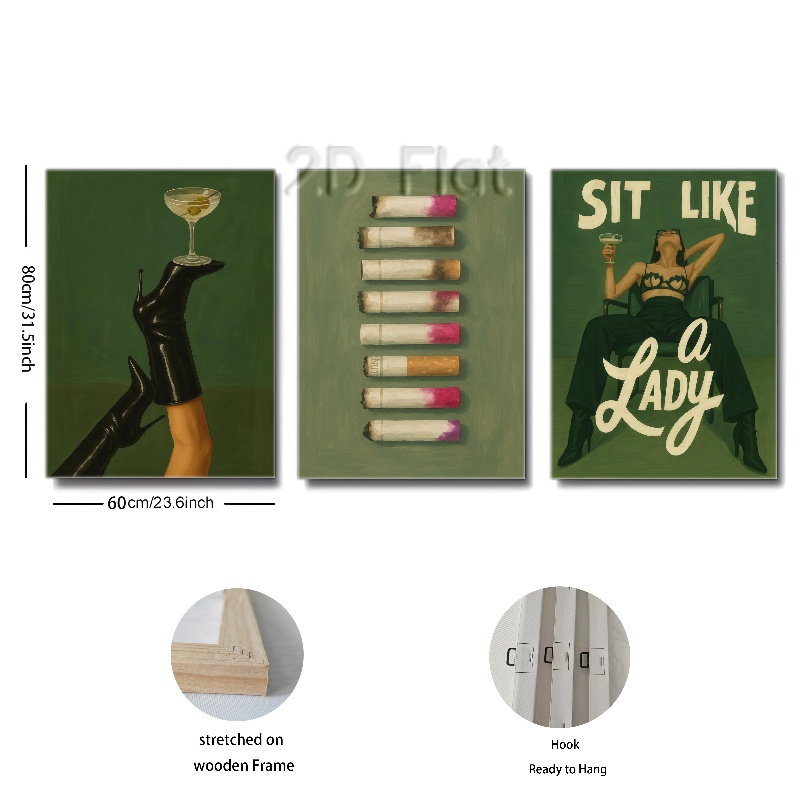 2D Flat
SIT LIKE
a
LADY
80cm/31.5inch
60cm/23.6inch
stretched on
wooden Frame
Hook
Ready to Hang